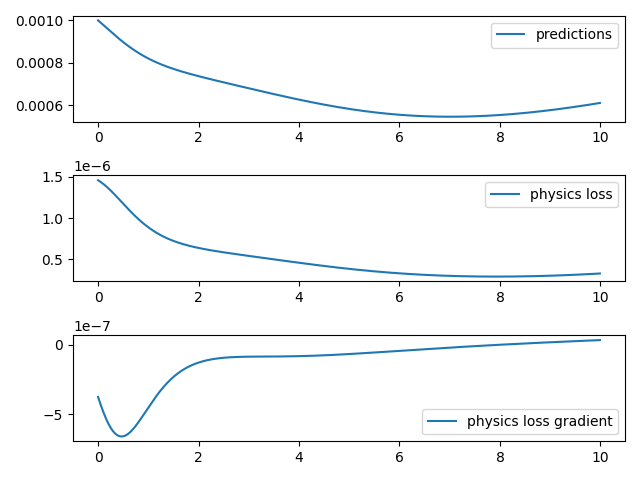 0.0010
0.0008
0.0006
predictions
0 2 4 6 8 10
1e−6
1.5
1.0
0.5
physics loss
0 2 4 6 8 10
1e−7
0
−5
physics loss gradient
0 2 4 6 8 10